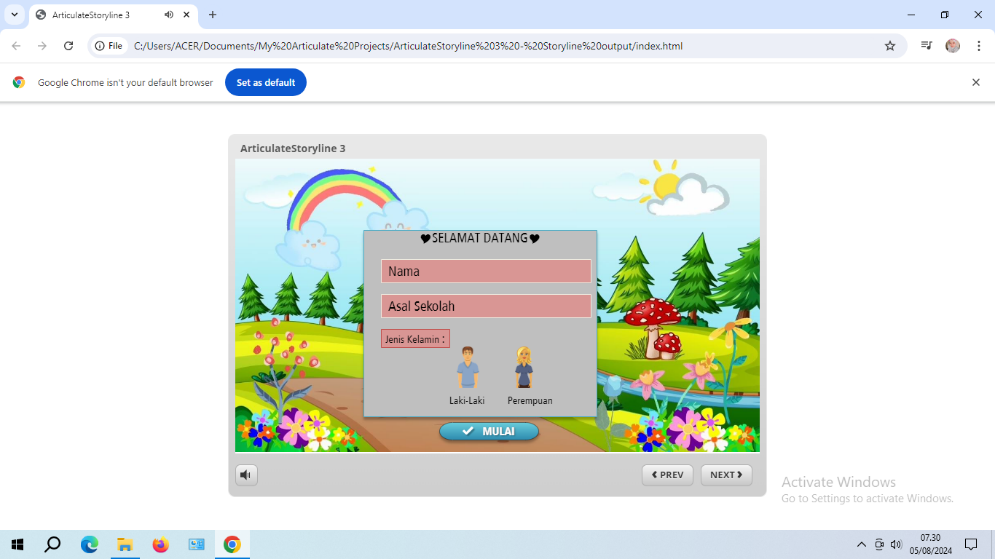 ArticulateStoryline 3
File
C:/Users/ACER/Documents/My%20Articulate%20Projects/ArticulateStoryline%203%20-%20Storyline%20output/index.html
Google Chrome isn't your default browser
Set as default
ArticulateStoryline 3
SELAMAT DATANG
Nama
Asal Sekolah
Jenis Kelamin :
Laki-Laki
Perempuan
MULAI
PREV
NEXT
Activate Windows
Go to Settings to activate Windows.
07.30
05/08/2024